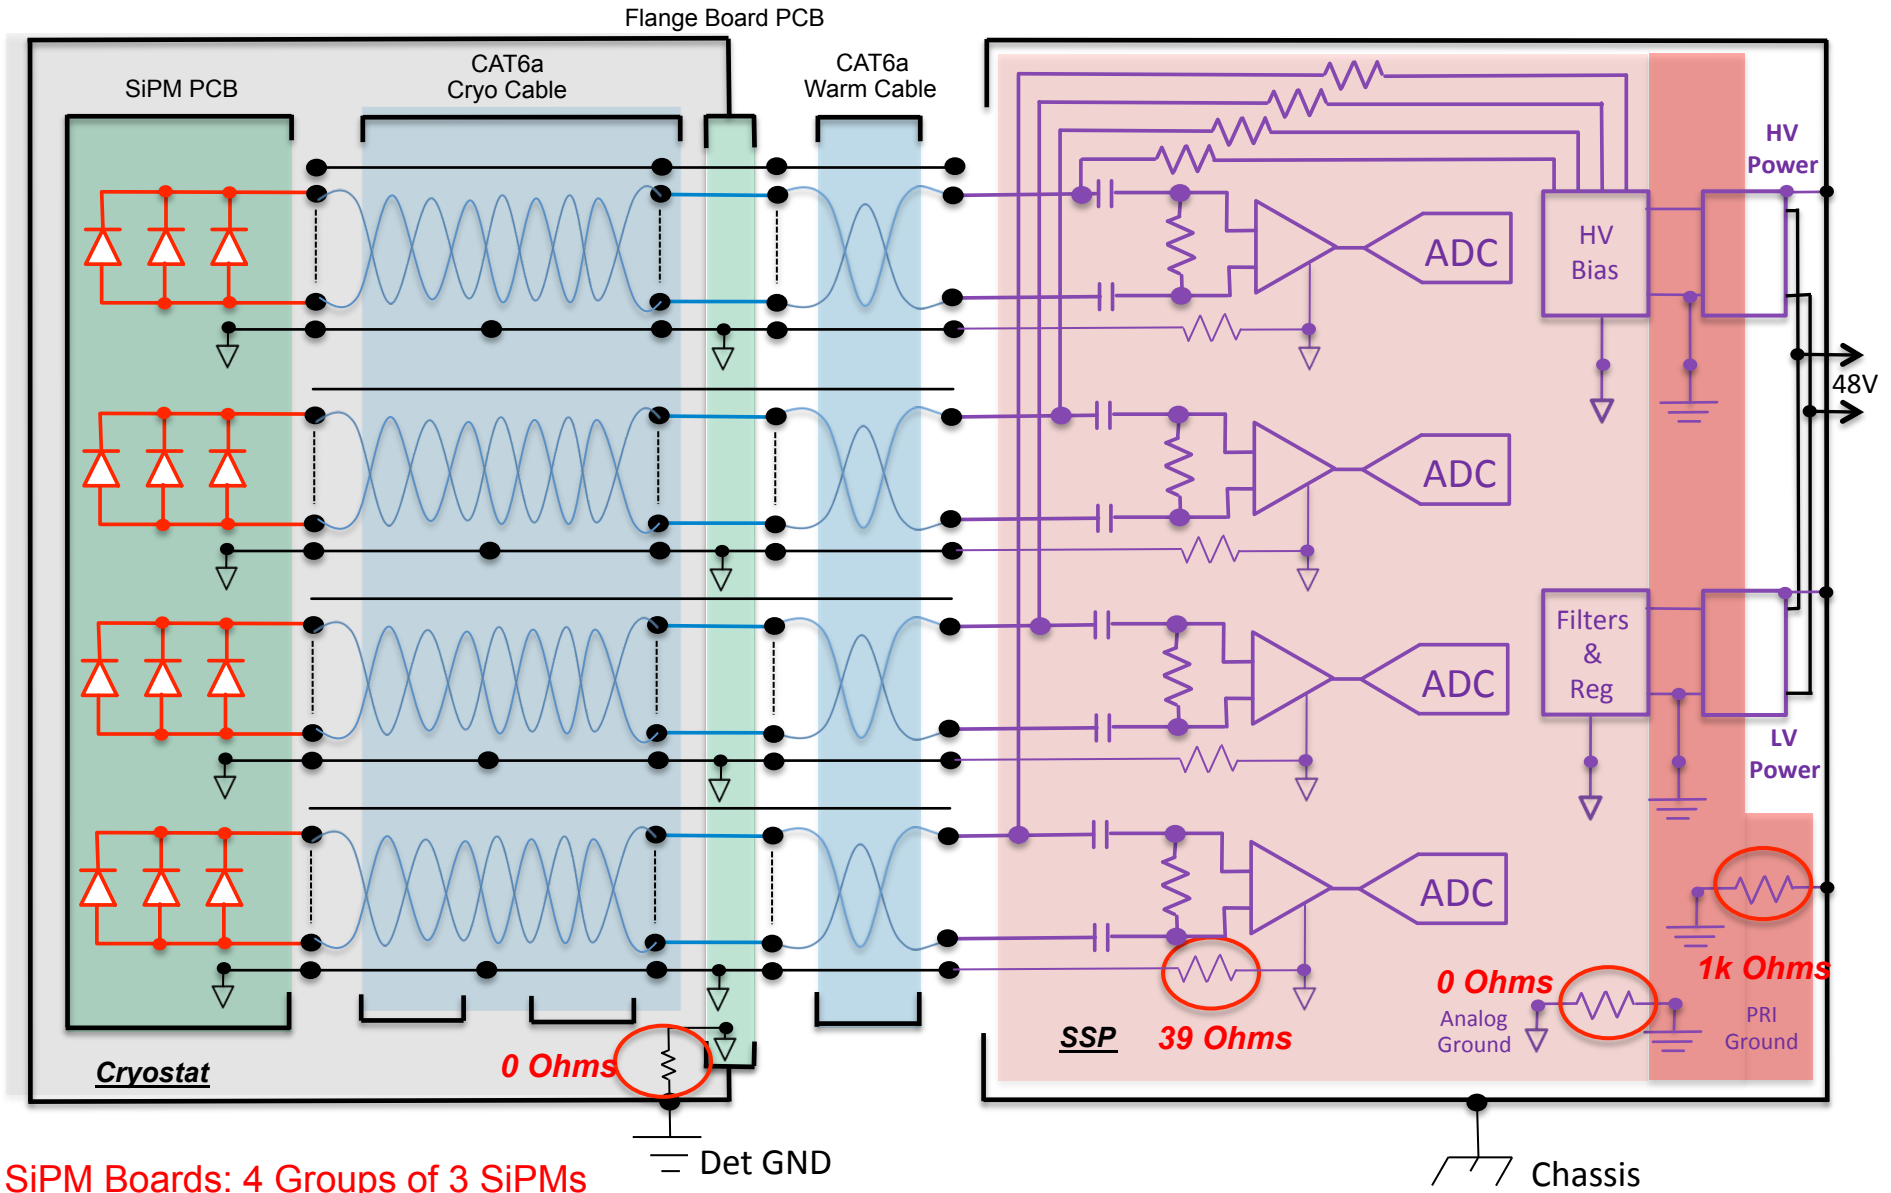 Flange Board PCB
SiPM PCB
CAT6a
Cryo Cable
CAT6a
Warm Cable
HV
Power
HV
Bias
ADC
48V
ADC
Filters
&
Reg
ADC
LV
Power
ADC
0 Ohms
Analog
Ground
1k Ohms
PRI
Ground
SSP
39 Ohms
0 Ohms
Cryostat
Det GND
Chassis
SiPM Boards: 4 Groups of 3 SiPMs